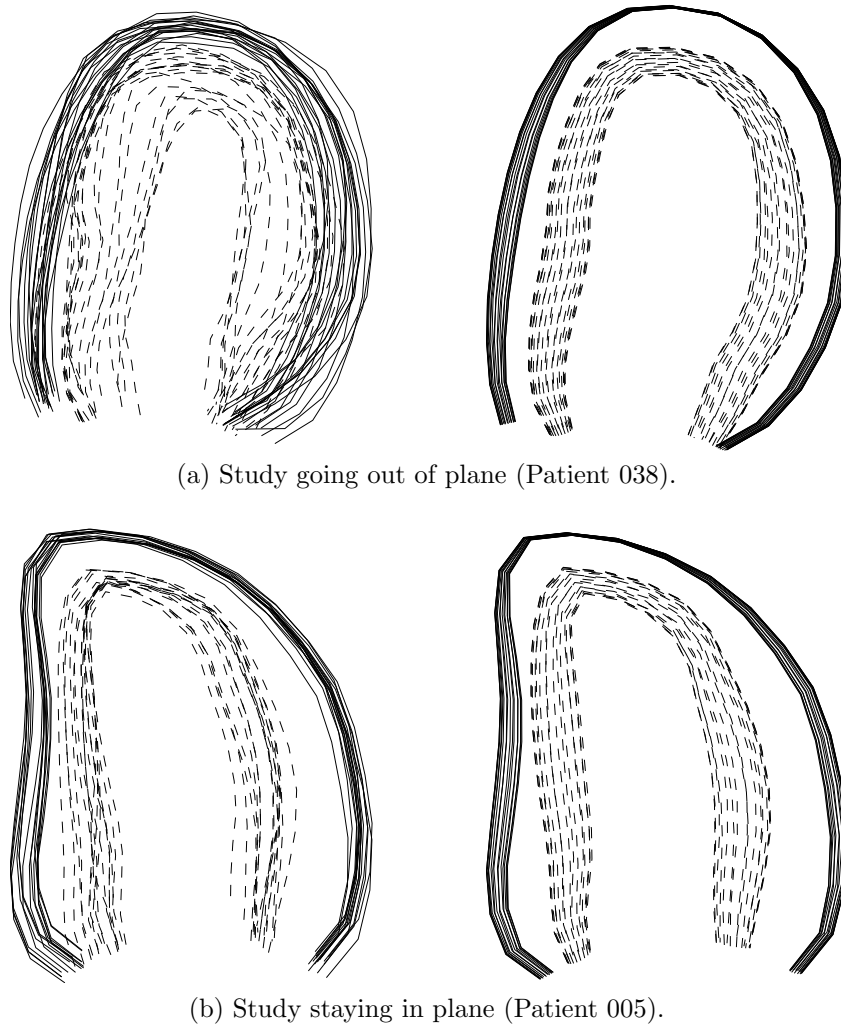 (a) Study going out of plane (Patient 038).
(b) Study staying in plane (Patient 005).